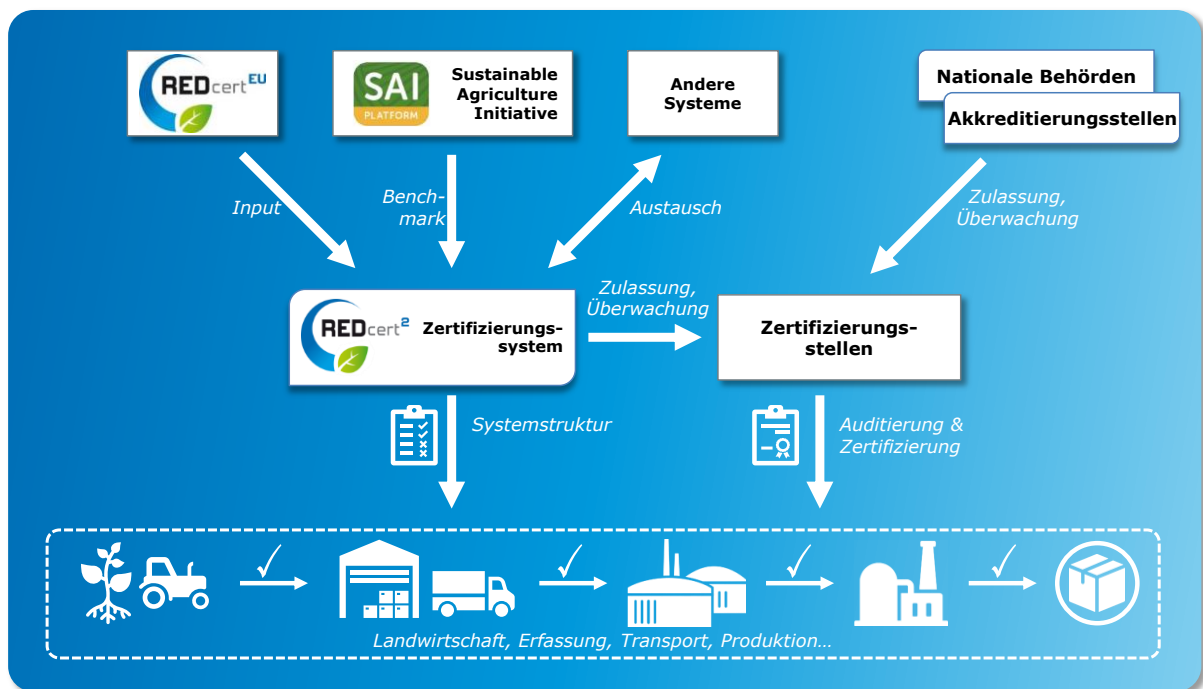 REDcert EU
SAI
PLATFORM
Sustainable
Agriculture
Initiative
Andere
Systeme
Nationale Behörden
Akkreditierungsstellen
Input
Bench-
mark
Austausch
Zulassung,
Überwachung
REDcert²
Zertifizierungs-
system
Zulassung,
Überwachung
Zertifizierungs-
stellen
Systemstruktur
Auditierung &
Zertifizierung
Landwirtschaft, Erfassung, Transport, Produktion…